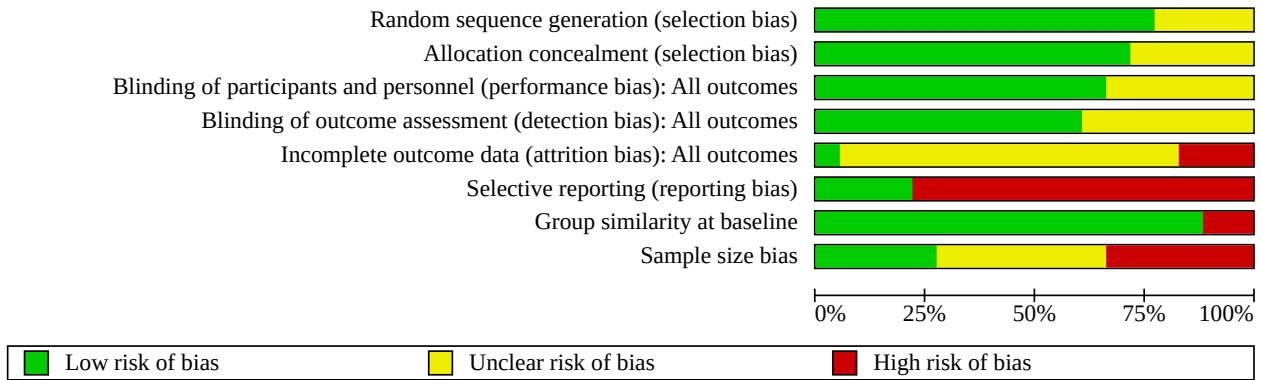 Random sequence generation (selection bias)
Allocation concealment (selection bias)
Blinding of participants and personnel (performance bias): All outcomes
Blinding of outcome assessment (detection bias): All outcomes
Incomplete outcome data (attrition bias): All outcomes
Selective reporting (reporting bias)
Group similarity at baseline
Sample size bias
0% 25% 50% 75% 100%
Low risk of bias Unclear risk of bias High risk of bias